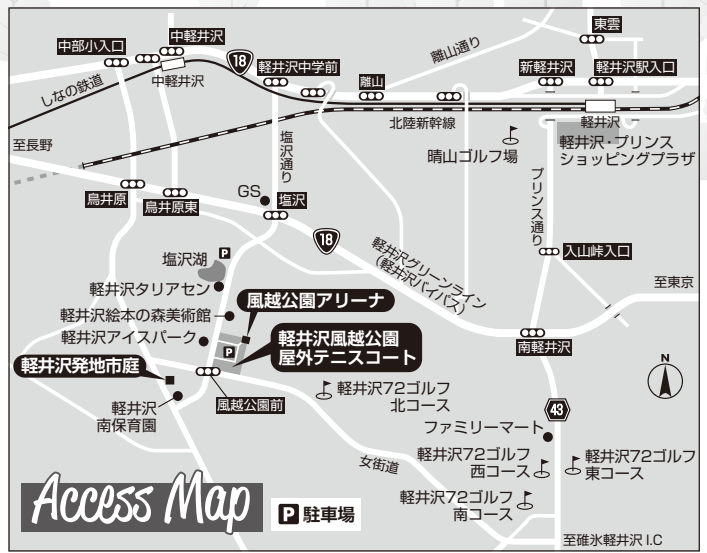 東雲
中軽井沢
中部小入口
離山通り
18
軽井沢中学前
新軽井沢
軽井沢駅入口
中軽井沢
離山
しなの鉄道
北陸新幹線
軽井沢
至長野
塩沢通り
晴山ゴルフ場
軽井沢・プリンス
ショッピングプラザ
プリンス通り
鳥井原
鳥井原東
GS
塩沢
18
軽井沢グリーンライン
(軽井沢バイパス)
入山峠入口
塩沢湖
P
至東京
軽井沢タリアセン
風越公園アリーナ
軽井沢絵本の森美術館
軽井沢アイスパーク
P
軽井沢風越公園
屋外テニスコート
南軽井沢
軽井沢発地市庭
N
風越公園前
軽井沢72ゴルフ
北コース
軽井沢
南保育園
43
ファミリーマート
女街道
軽井沢72ゴルフ
西コース
軽井沢72ゴルフ
東コース
軽井沢72ゴルフ
南コース
Access Map
P 駐車場
至碓氷軽井沢 I.C